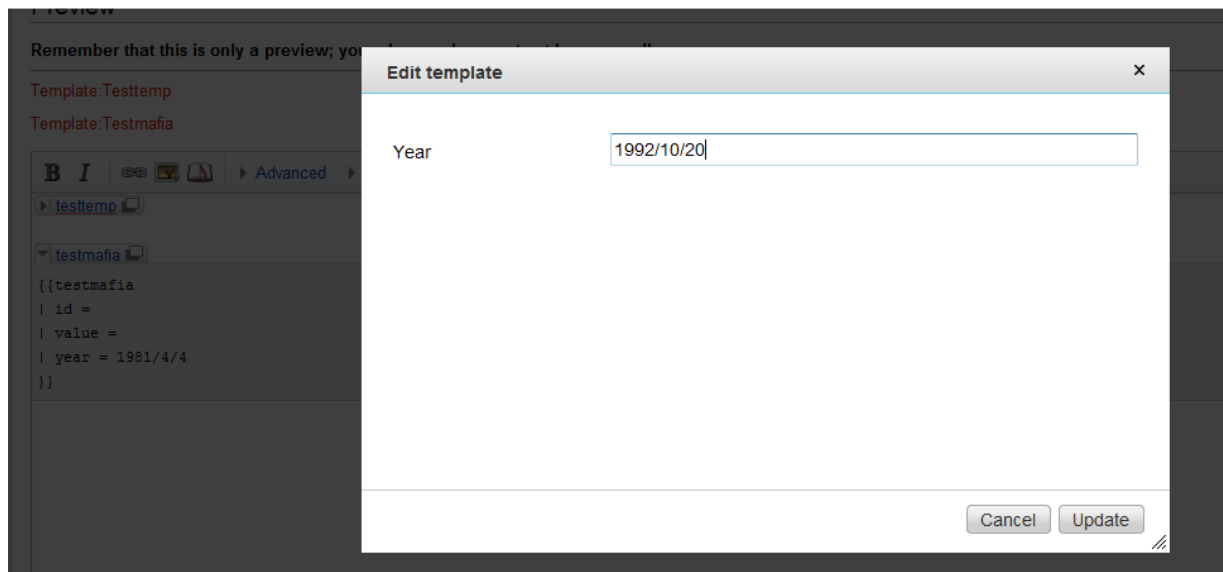 Preview
Remember that this is only a preview; you
Template:Testtemp
Template:Testmafia
B I Advanced
testtemp
testmafia
{{testmafia
| id =
| value =
| year = 1981/4/4
}}
Edit template ×
Year 1992/10/20
Cancel Update